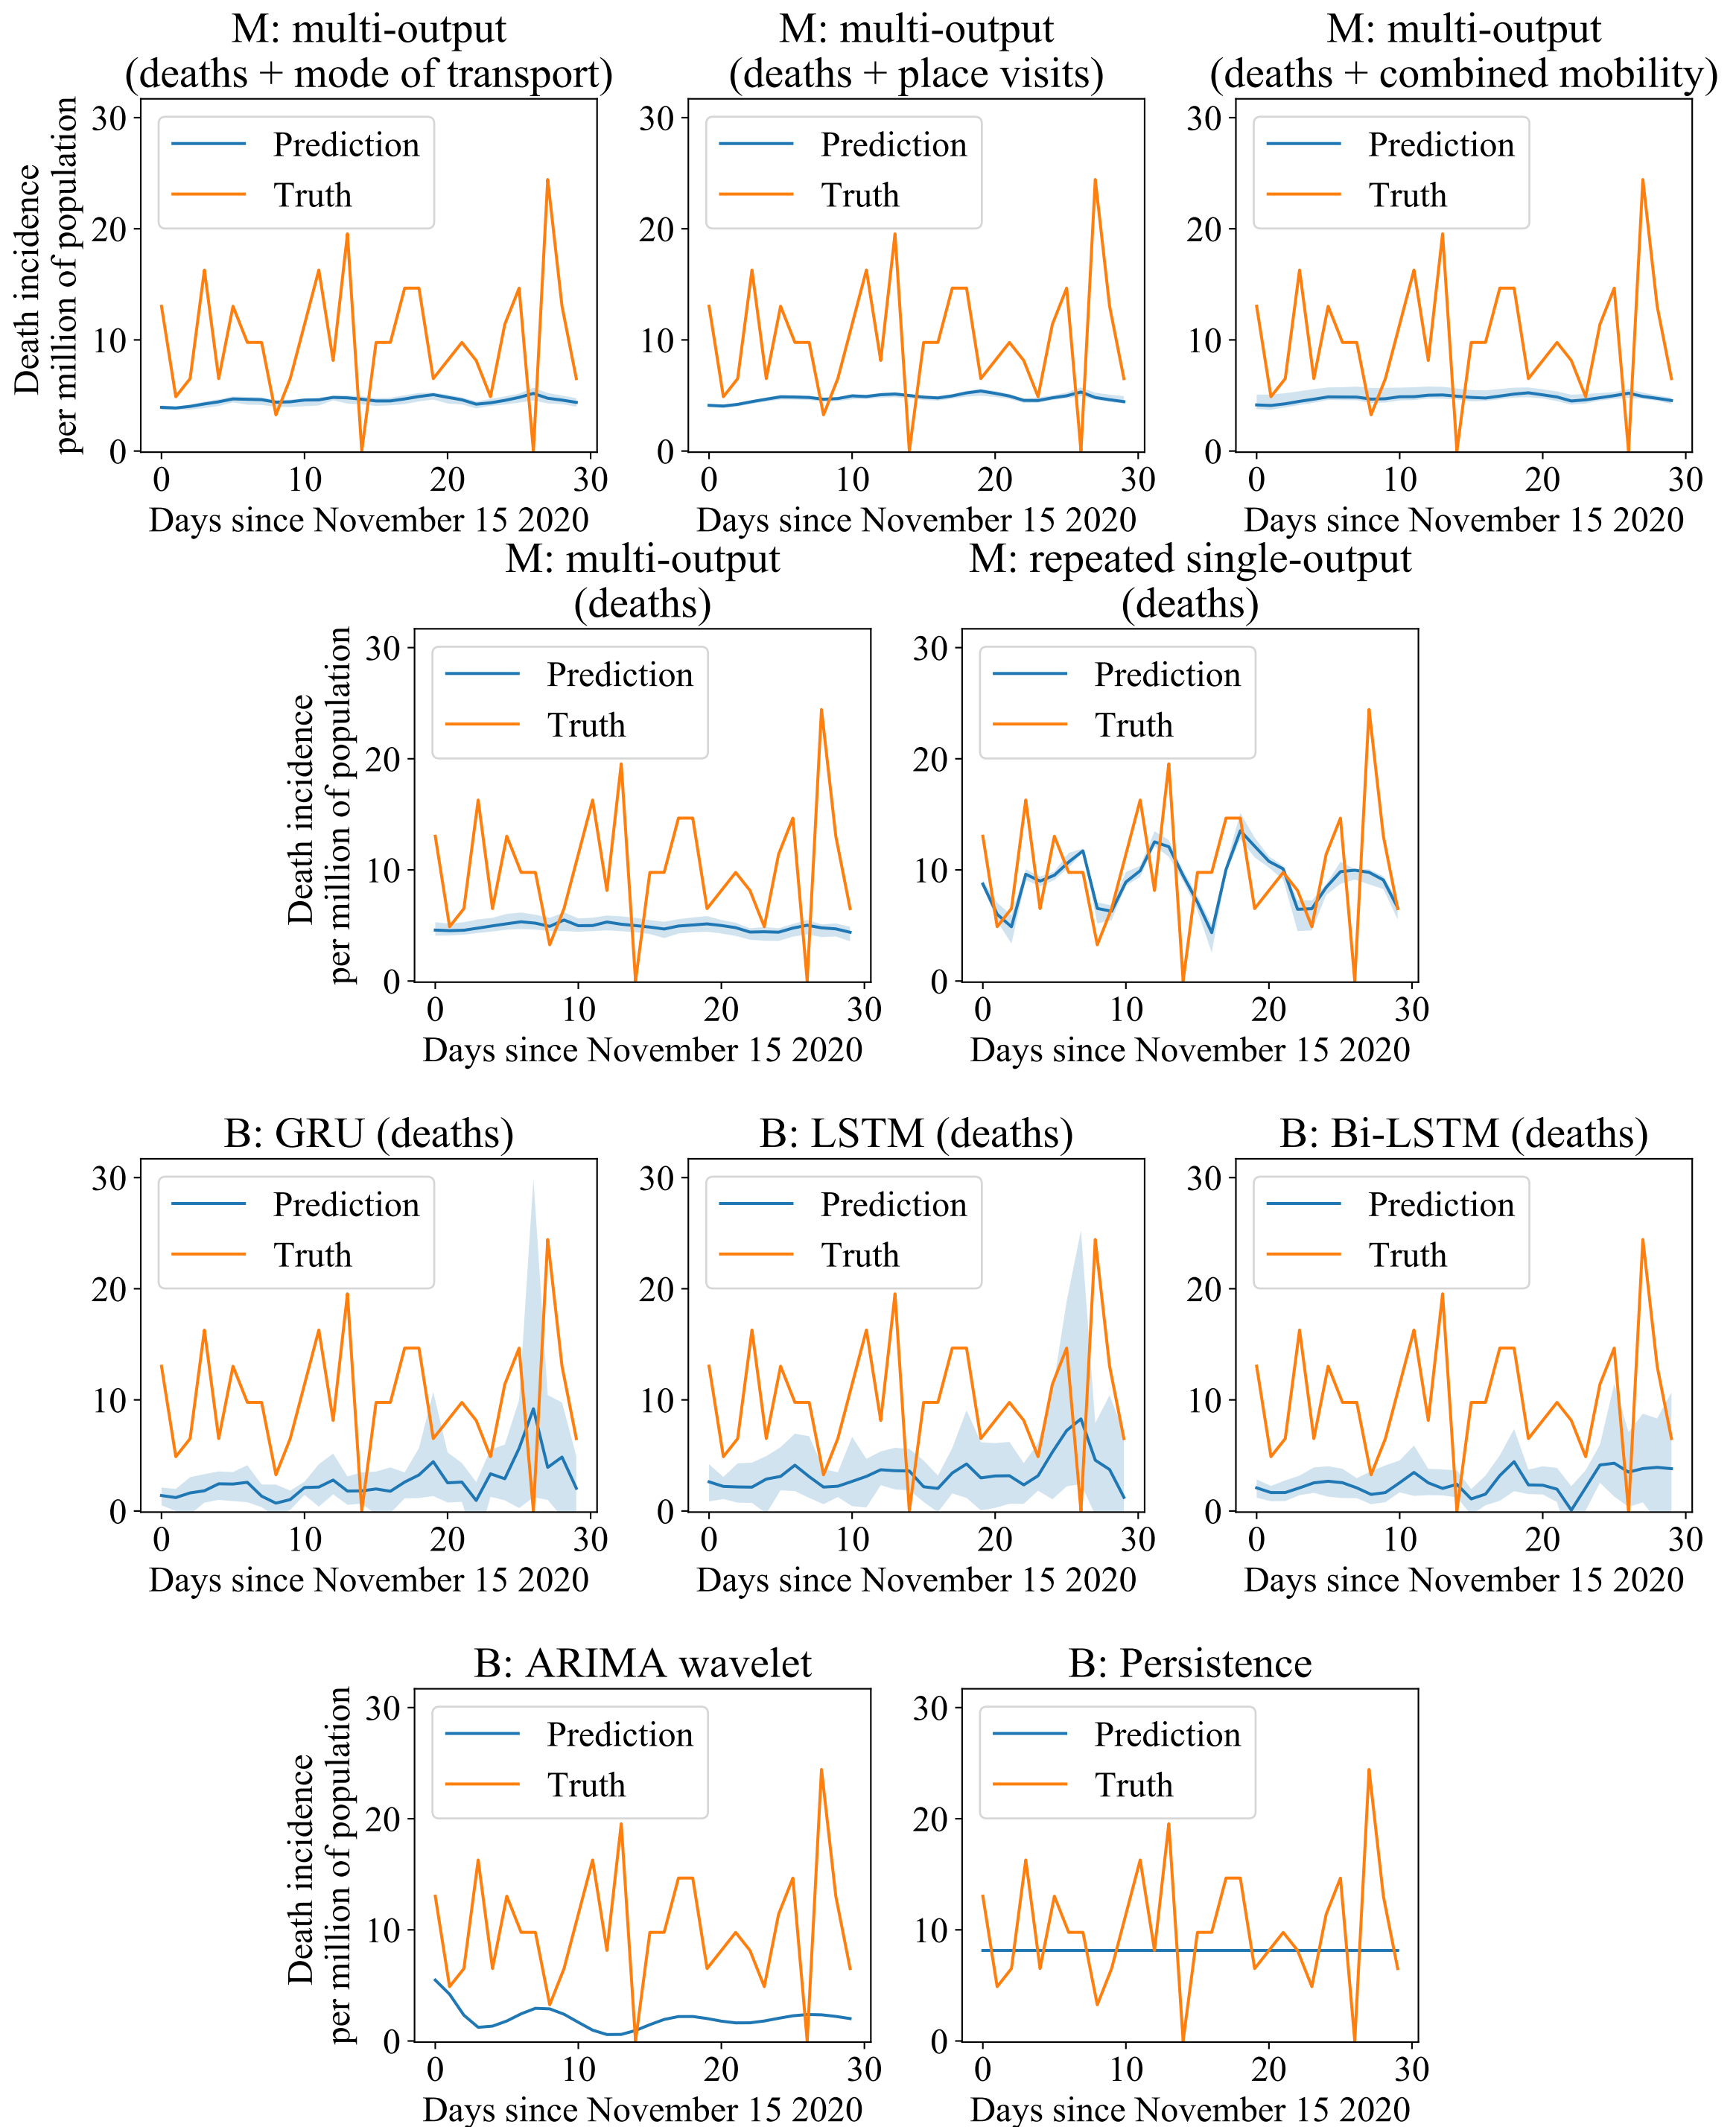 M: multi-output
(deaths + mode of transport)
M: multi-output
(deaths + place visits)
M: multi-output
(deaths + combined mobility)
Death incidence
per million of population
30
20
10
0
Prediction
Truth
0 10 20 30
Days since November 15 2020
30
20
10
0
Prediction
Truth
0 10 20 30
Days since November 15 2020
30
20
10
0
Prediction
Truth
0 10 20 30
Days since November 15 2020
M: multi-output
(deaths)
M: repeated single-output
(deaths)
Death incidence
per million of population
30
20
10
0
Prediction
Truth
0 10 20 30
Days since November 15 2020
30
20
10
0
Prediction
Truth
0 10 20 30
Days since November 15 2020
B: GRU (deaths)
B: LSTM (deaths)
B: Bi-LSTM (deaths)
30
20
10
0
Prediction
Truth
0 10 20 30
Days since November 15 2020
30
20
10
0
Prediction
Truth
0 10 20 30
Days since November 15 2020
30
20
10
0
Prediction
Truth
0 10 20 30
Days since November 15 2020
B: ARIMA wavelet
B: Persistence
Death incidence
per million of population
30
20
10
0
Prediction
Truth
0 10 20 30
Days since November 15 2020
30
20
10
0
Prediction
Truth
0 10 20 30
Days since November 15 2020